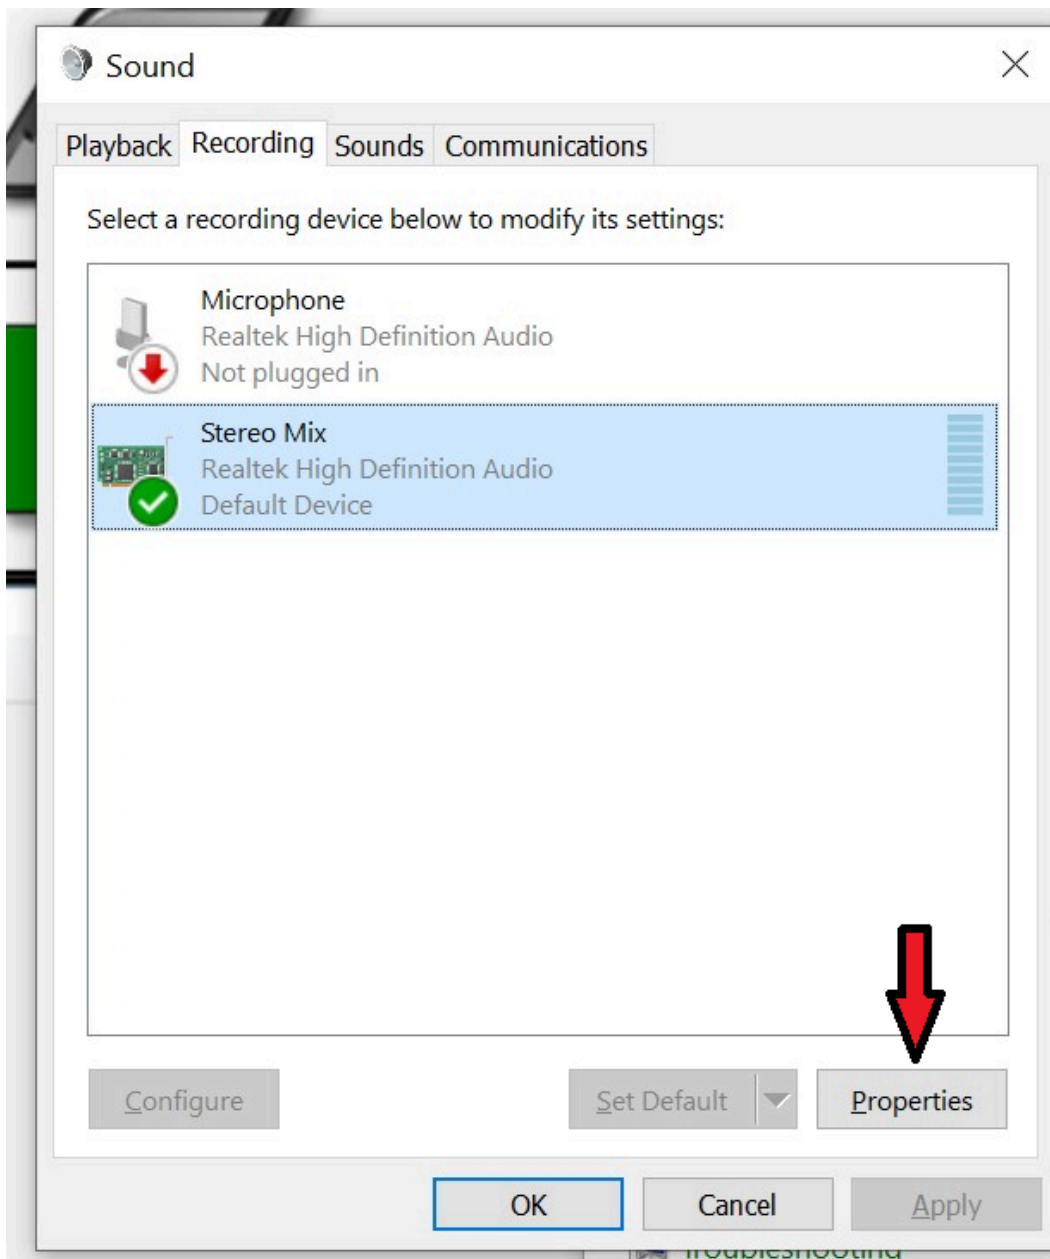 Sound
Playback Recording Sounds Communications
Select a recording device below to modify its settings:
Microphone
Realtek High Definition Audio
Not plugged in
Stereo Mix
Realtek High Definition Audio
Default Device
Configure Set Default Properties
OK Cancel Apply
Troubleshooting